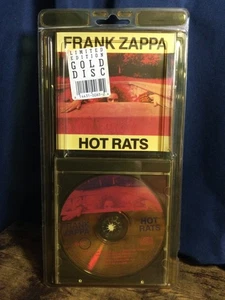 FRANK ZAPPA
LIMITED
EDITION
GOLD
DISC
HOT RATS
HOT
RATS